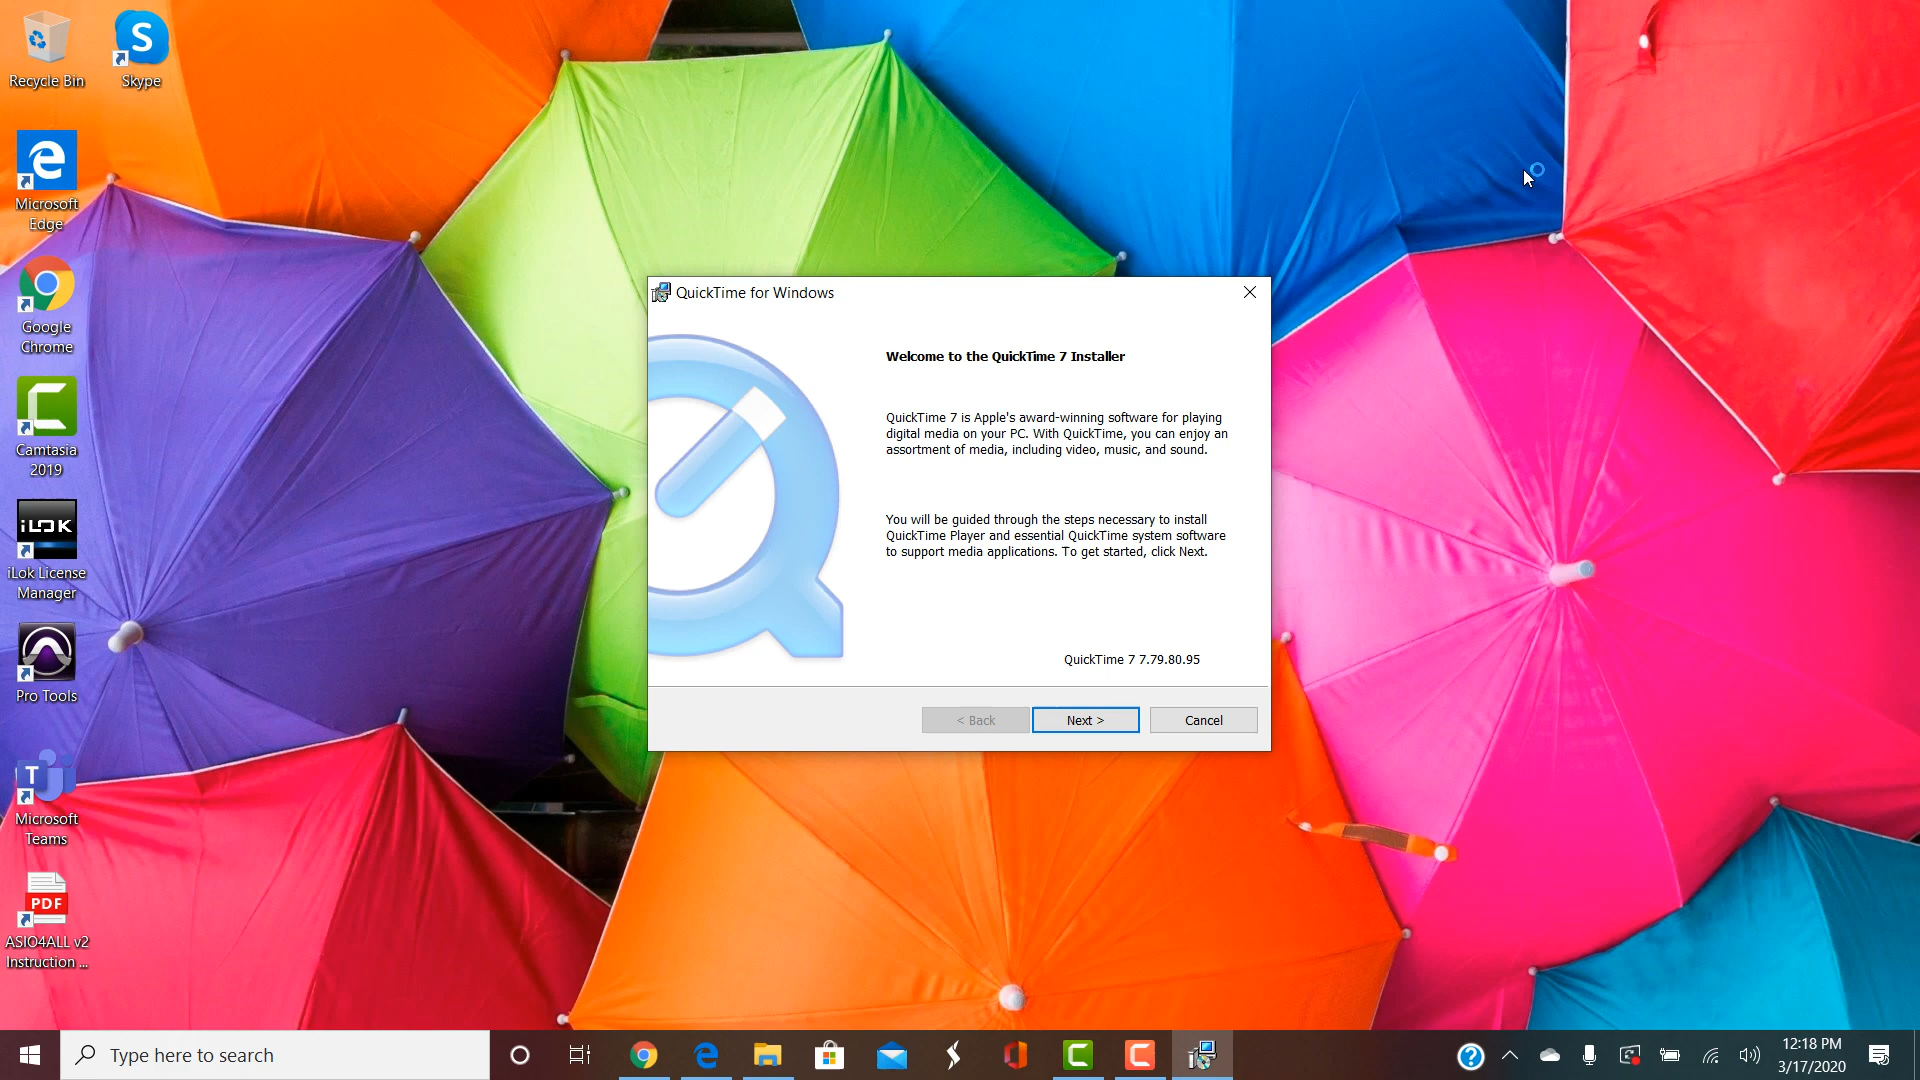 Recycle Bin
Skype
Microsoft
Edge
Google
Chrome
Camtasia
2019
iLOK
iLok License
Manager
Pro Tools
Microsoft
Teams
PDF
ASIO4ALL v2
Instruction ...
QuickTime for Windows
Welcome to the QuickTime 7 Installer
QuickTime 7 is Apple's award-winning software for playing
digital media on your PC. With QuickTime, you can enjoy an
assortment of media, including video, music, and sound.
You will be guided through the steps necessary to install
QuickTime Player and essential QuickTime system software
to support media applications. To get started, click Next.
QuickTime 7 7.79.80.95
< Back
Next >
Cancel
Type here to search
12:18 PM
3/17/2020